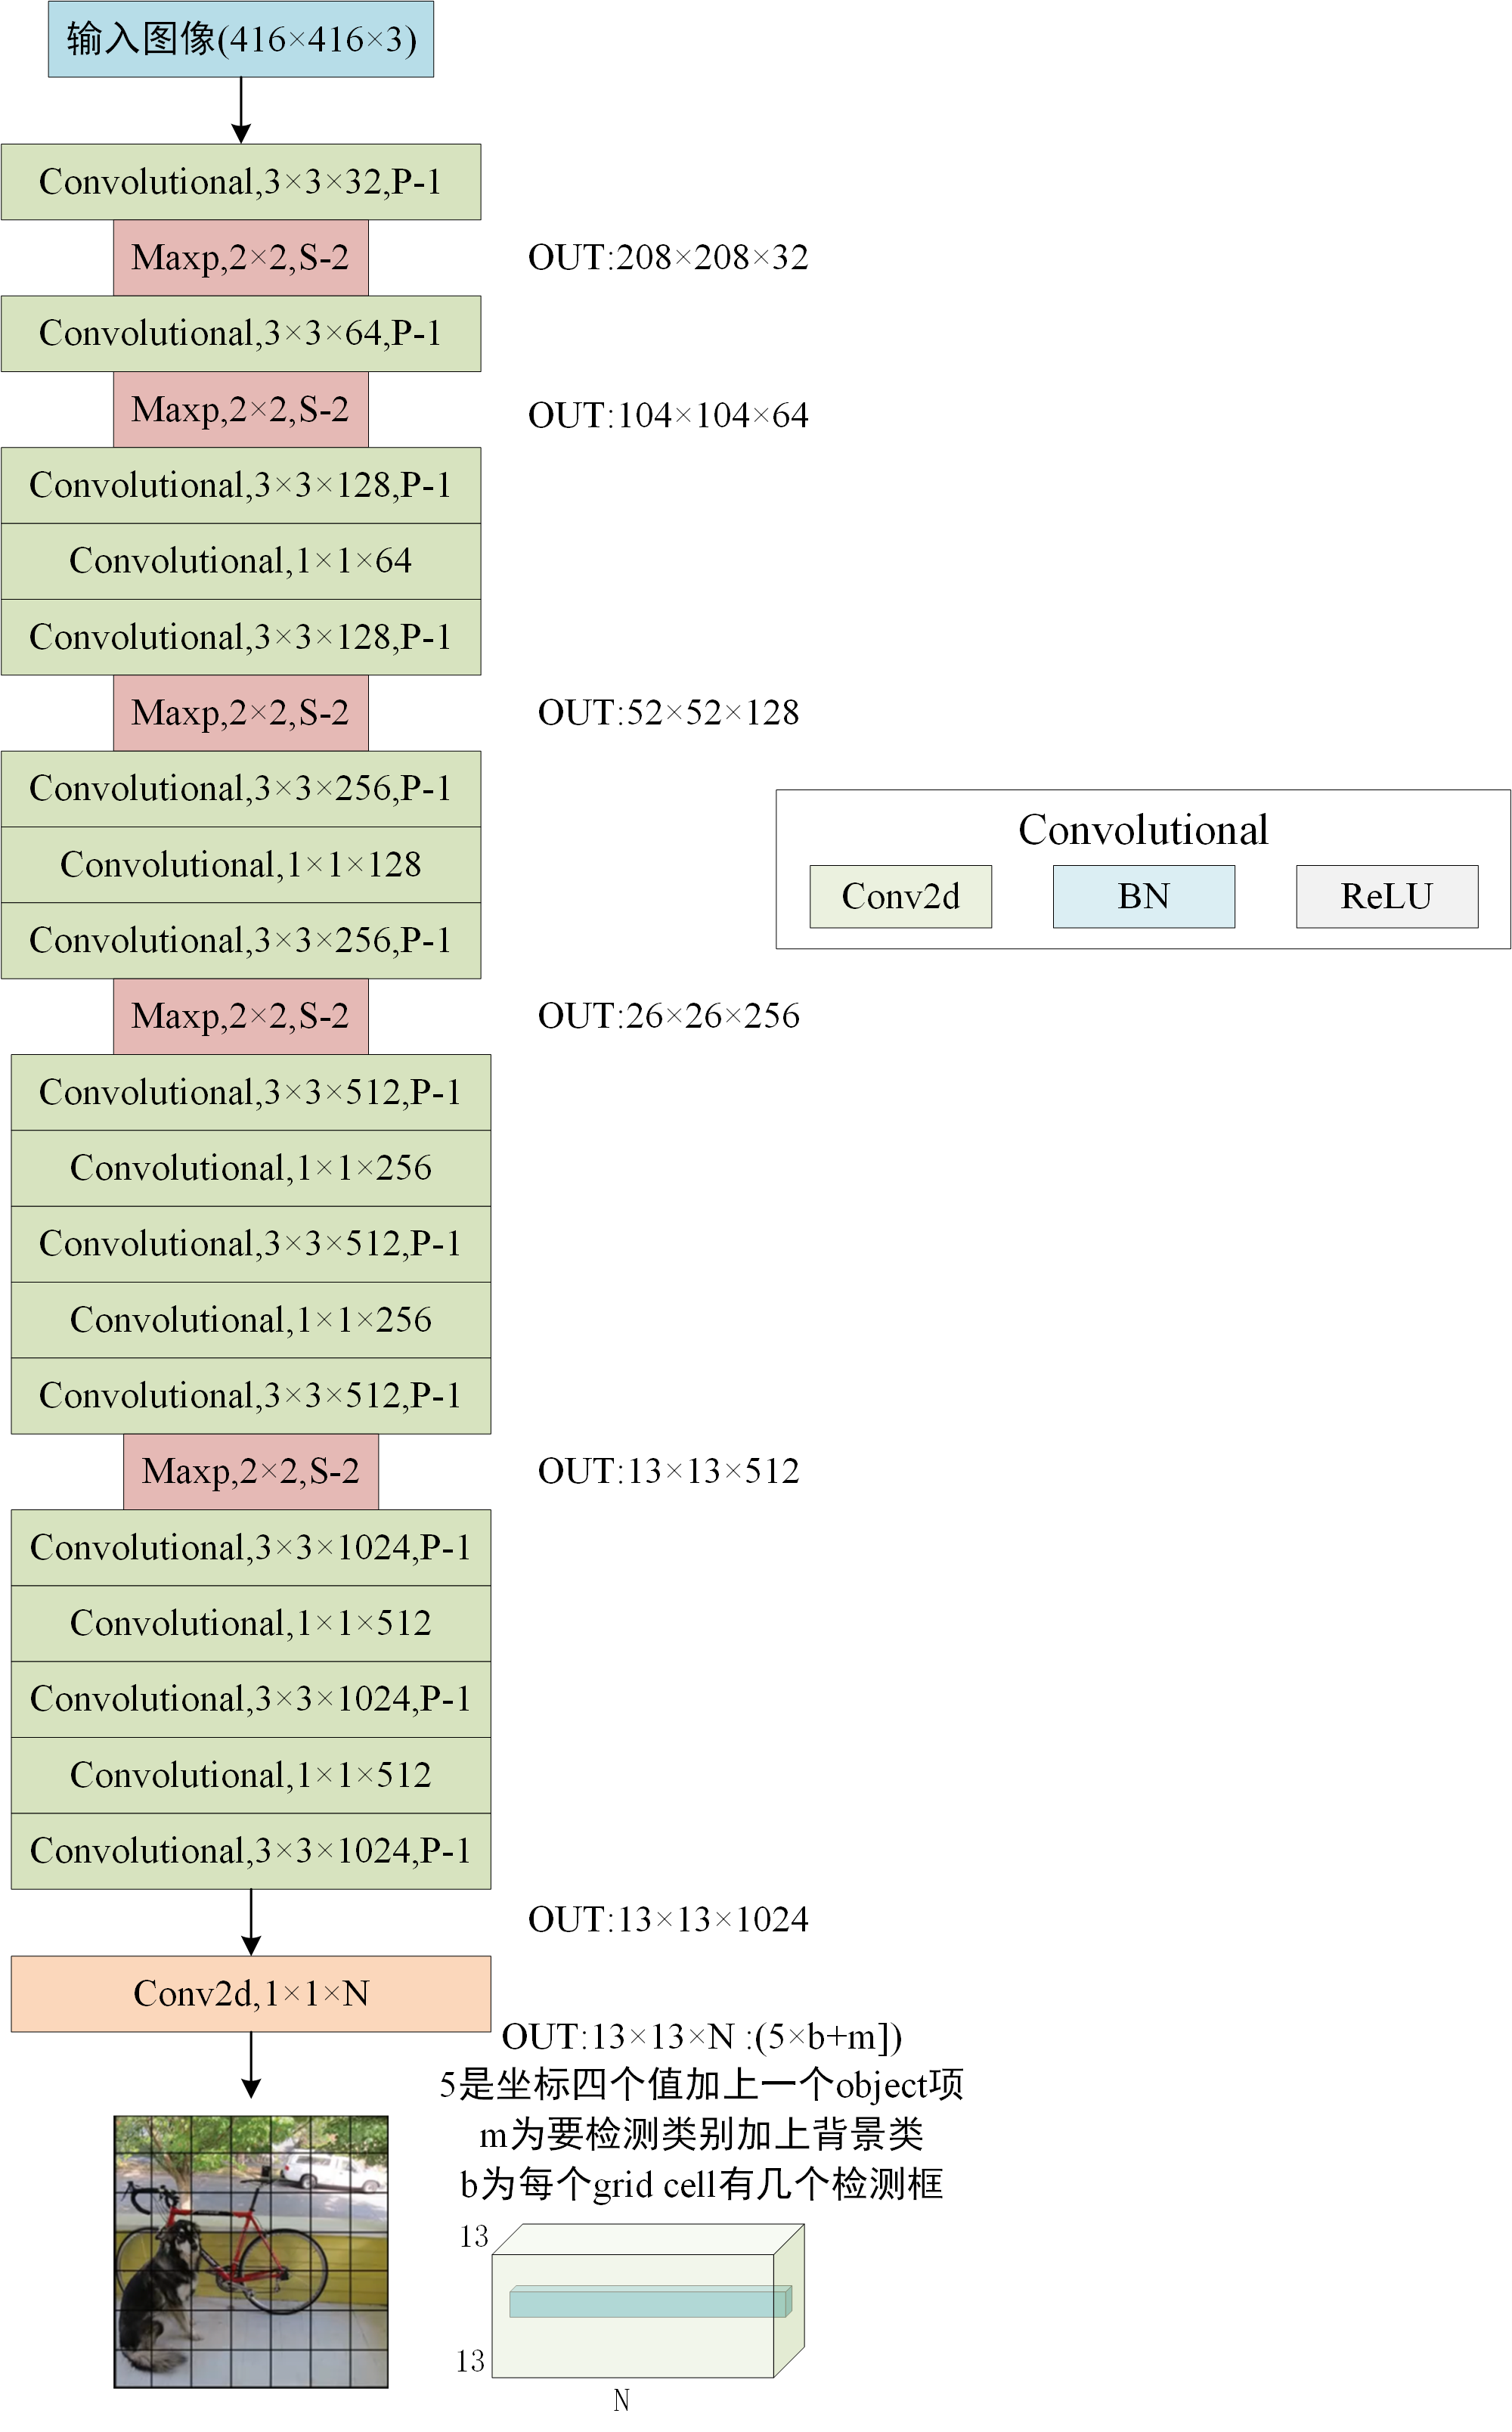 输入图像(416×416×3)
Convolutional,3×3×32,P-1
Maxp,2×2,S-2
OUT:208×208×32
Convolutional,3×3×64,P-1
Maxp,2×2,S-2
OUT:104×104×64
Convolutional,3×3×128,P-1
Convolutional,1×1×64
Convolutional,3×3×128,P-1
Maxp,2×2,S-2
OUT:52×52×128
Convolutional,3×3×256,P-1
Convolutional,1×1×128
Convolutional,3×3×256,P-1
Convolutional
Conv2d
BN
ReLU
Maxp,2×2,S-2
OUT:26×26×256
Convolutional,3×3×512,P-1
Convolutional,1×1×256
Convolutional,3×3×512,P-1
Convolutional,1×1×256
Convolutional,3×3×512,P-1
Maxp,2×2,S-2
OUT:13×13×512
Convolutional,3×3×1024,P-1
Convolutional,1×1×512
Convolutional,3×3×1024,P-1
Convolutional,1×1×512
Convolutional,3×3×1024,P-1
OUT:13×13×1024
Conv2d,1×1×N
OUT:13×13×N :(5×b+m])
5是坐标四个值加上一个object项
m为要检测类别加上背景类
b为每个grid cell有几个检测框
13
13
N